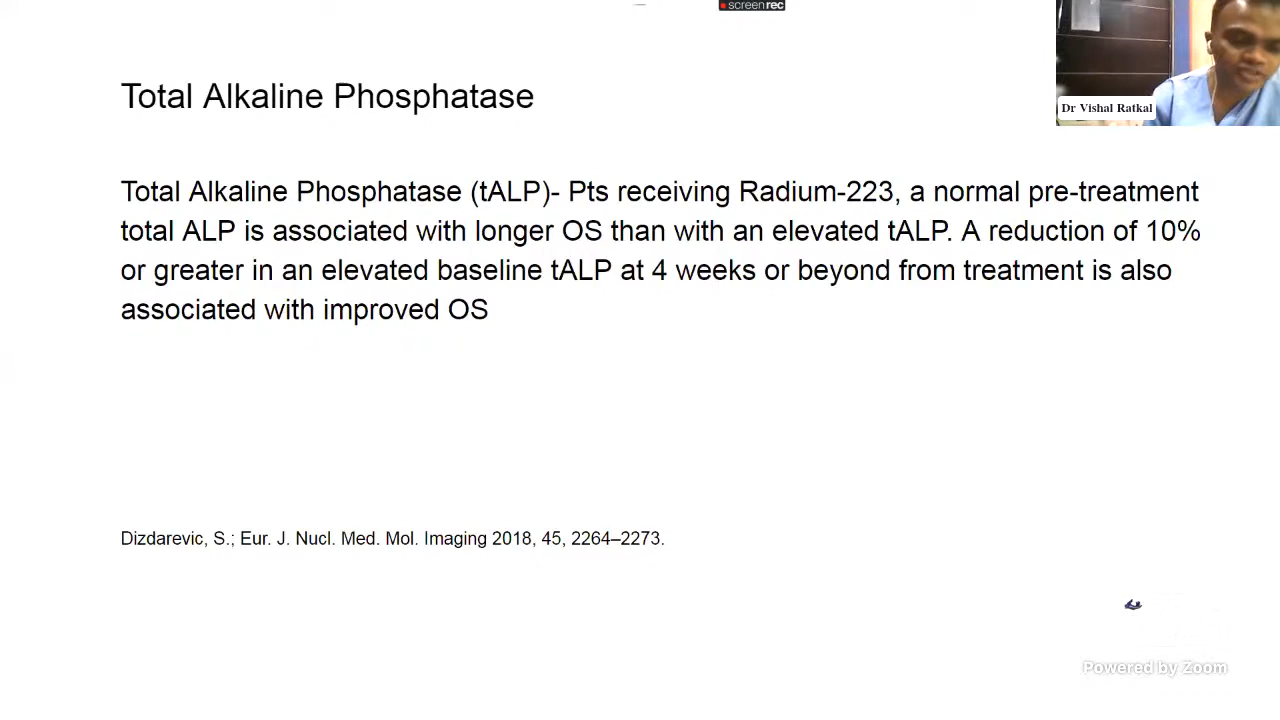 screenrec
Dr Vishal Ratkal
Total Alkaline Phosphatase
Total Alkaline Phosphatase (tALP)- Pts receiving Radium-223, a normal pre-treatment
total ALP is associated with longer OS than with an elevated tALP. A reduction of 10%
or greater in an elevated baseline tALP at 4 weeks or beyond from treatment is also
associated with improved OS
Dizdarevic, S.; Eur. J. Nucl. Med. Mol. Imaging 2018, 45, 2264–2273.
Powered by Zoom